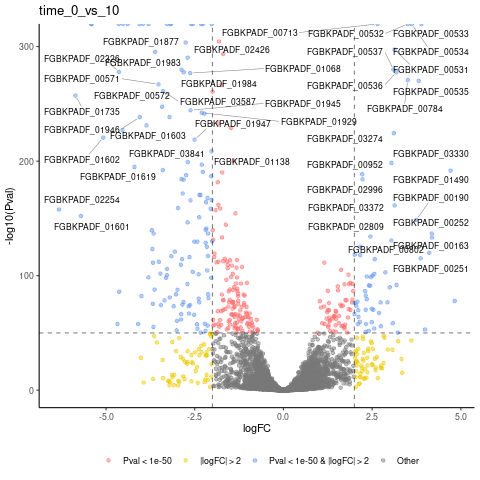 time_0_vs_10
FGBKPADF_00713
FGBKPADF_00532
FGBKPADF_00533
FGBKPADF_01877
FGBKPADF_02426
FGBKPADF_00537
FGBKPADF_00534
FGBKPADF_02226
FGBKPADF_01983
FGBKPADF_01068
FGBKPADF_00531
FGBKPADF_00571
FGBKPADF_01984
FGBKPADF_00536
FGBKPADF_00535
FGBKPADF_00572
FGBKPADF_03587
FGBKPADF_01945
FGBKPADF_00784
FGBKPADF_01735
FGBKPADF_01947
FGBKPADF_01929
FGBKPADF_01946
FGBKPADF_01603
FGBKPADF_03274
FGBKPADF_01602
FGBKPADF_03841
FGBKPADF_01138
FGBKPADF_00952
FGBKPADF_03330
FGBKPADF_01619
FGBKPADF_01490
FGBKPADF_02996
FGBKPADF_02254
FGBKPADF_00190
FGBKPADF_03372
FGBKPADF_01601
FGBKPADF_02809
FGBKPADF_00252
FGBKPADF_00802
FGBKPADF_00163
FGBKPADF_00251
300
200
100
0
-log10(Pval)
-5.0
-2.5
0.0
2.5
5.0
logFC
Pval < 1e-50
|logFC| > 2
Pval < 1e-50 & |logFC| > 2
Other